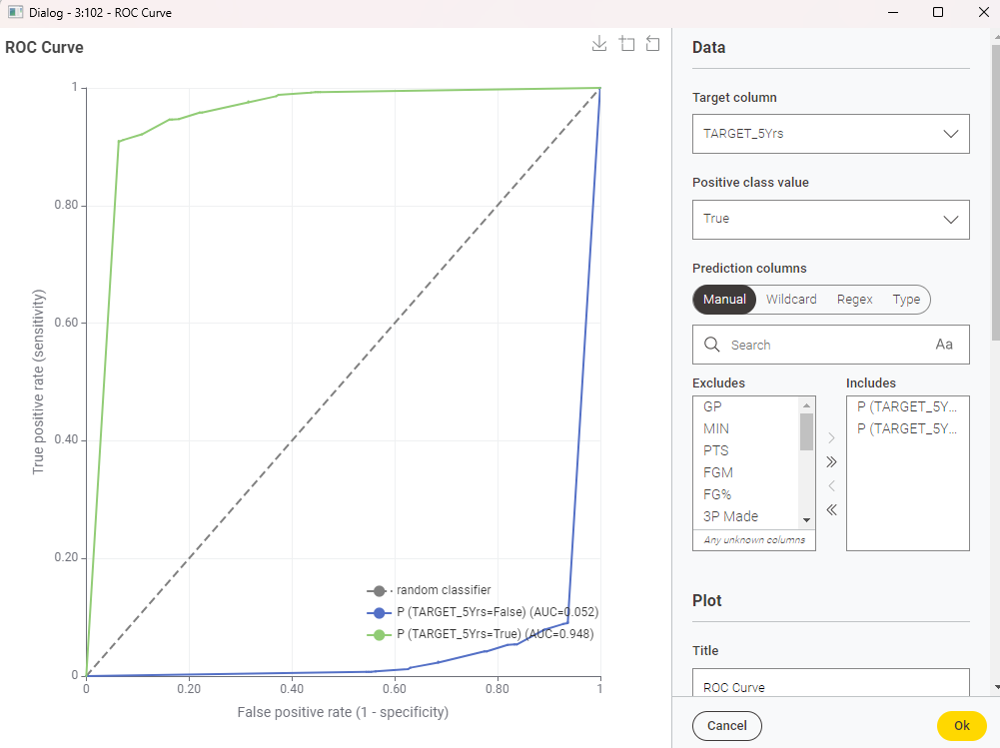 Dialog - 3:102 - ROC Curve
ROC Curve
1
0.80
0.60
0.40
0.20
0
True positive rate (sensitivity)
random classifier
P (TARGET_5Yrs=False) (AUC=0.052)
P (TARGET_5Yrs=True) (AUC=0.948)
0
0.20
0.40
0.60
0.80
1
False positive rate (1 - specificity)
Data
Target column
TARGET_5Yrs
Positive class value
True
Prediction columns
Manual Wildcard Regex Type
Search Aa
Excludes
GP
MIN
PTS
FGM
FG%
3P Made
Any unknown columns
Includes
P (TARGET_5Y...
P (TARGET_5Y...
Plot
Title
ROC Curve
Cancel Ok